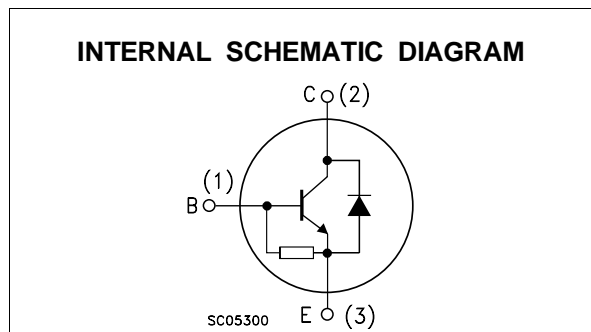 INTERNAL SCHEMATIC DIAGRAM
C (2)
(1)
B
SC05300 E (3)